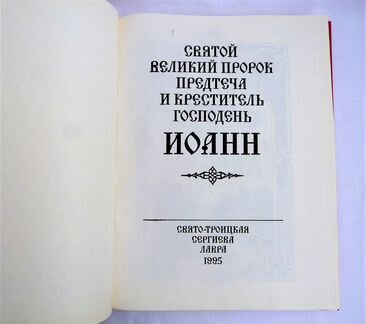 СВЯТОЙ
ВЕЛИКИЙ ПРОРОК
ПРЕДТЕЧА
И КРЕСТИТЕЛЬ
ГОСПОДЕНЬ
ИОАНН
СВЯТО-ТРОИЦКАЯ
СЕРГИЕВА
ЛАВРА
1995